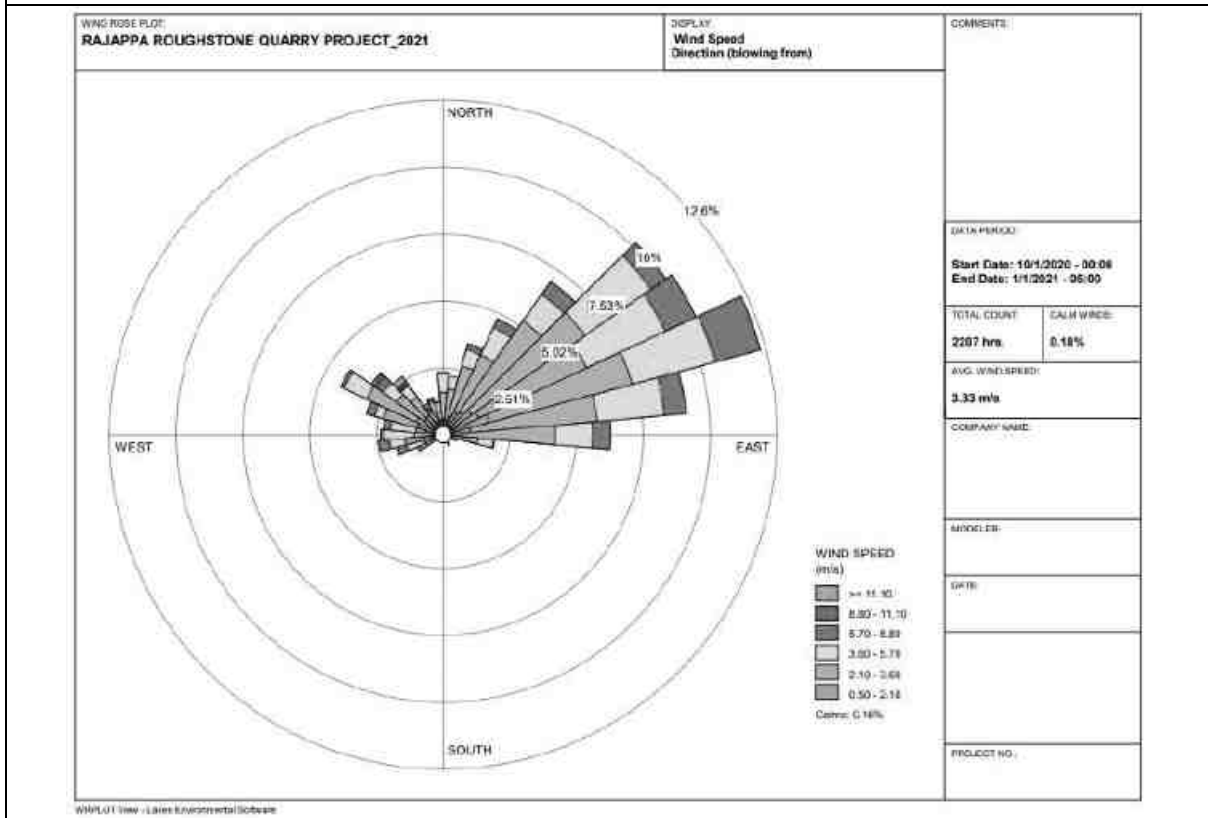 WIND ROSE PLOT:
RAJAPPA ROUGHSTONE QUARRY PROJECT_2021
DISPLAY:
Wind Speed
Direction (blowing from)
COMMENTS:
NORTH
12.6%
10%
7.53%
5.02%
2.51%
WEST
EAST
SOUTH
WIND SPEED
(m/s)
>= 11.10
8.80 - 11.10
5.70 - 8.80
3.60 - 5.70
2.10 - 3.60
0.50 - 2.10
Calms: 0.18%
DATA PERIOD:
Start Date: 10/1/2020 - 00:00
End Date: 1/1/2021 - 05:00
TOTAL COUNT:
2207 hrs.
CALM WINDS:
0.18%
AVG. WIND SPEED:
3.33 m/s
COMPANY NAME:
MODELER:
DATE:
PROJECT NO.:
WRPLOT View - Lakes Environmental Software